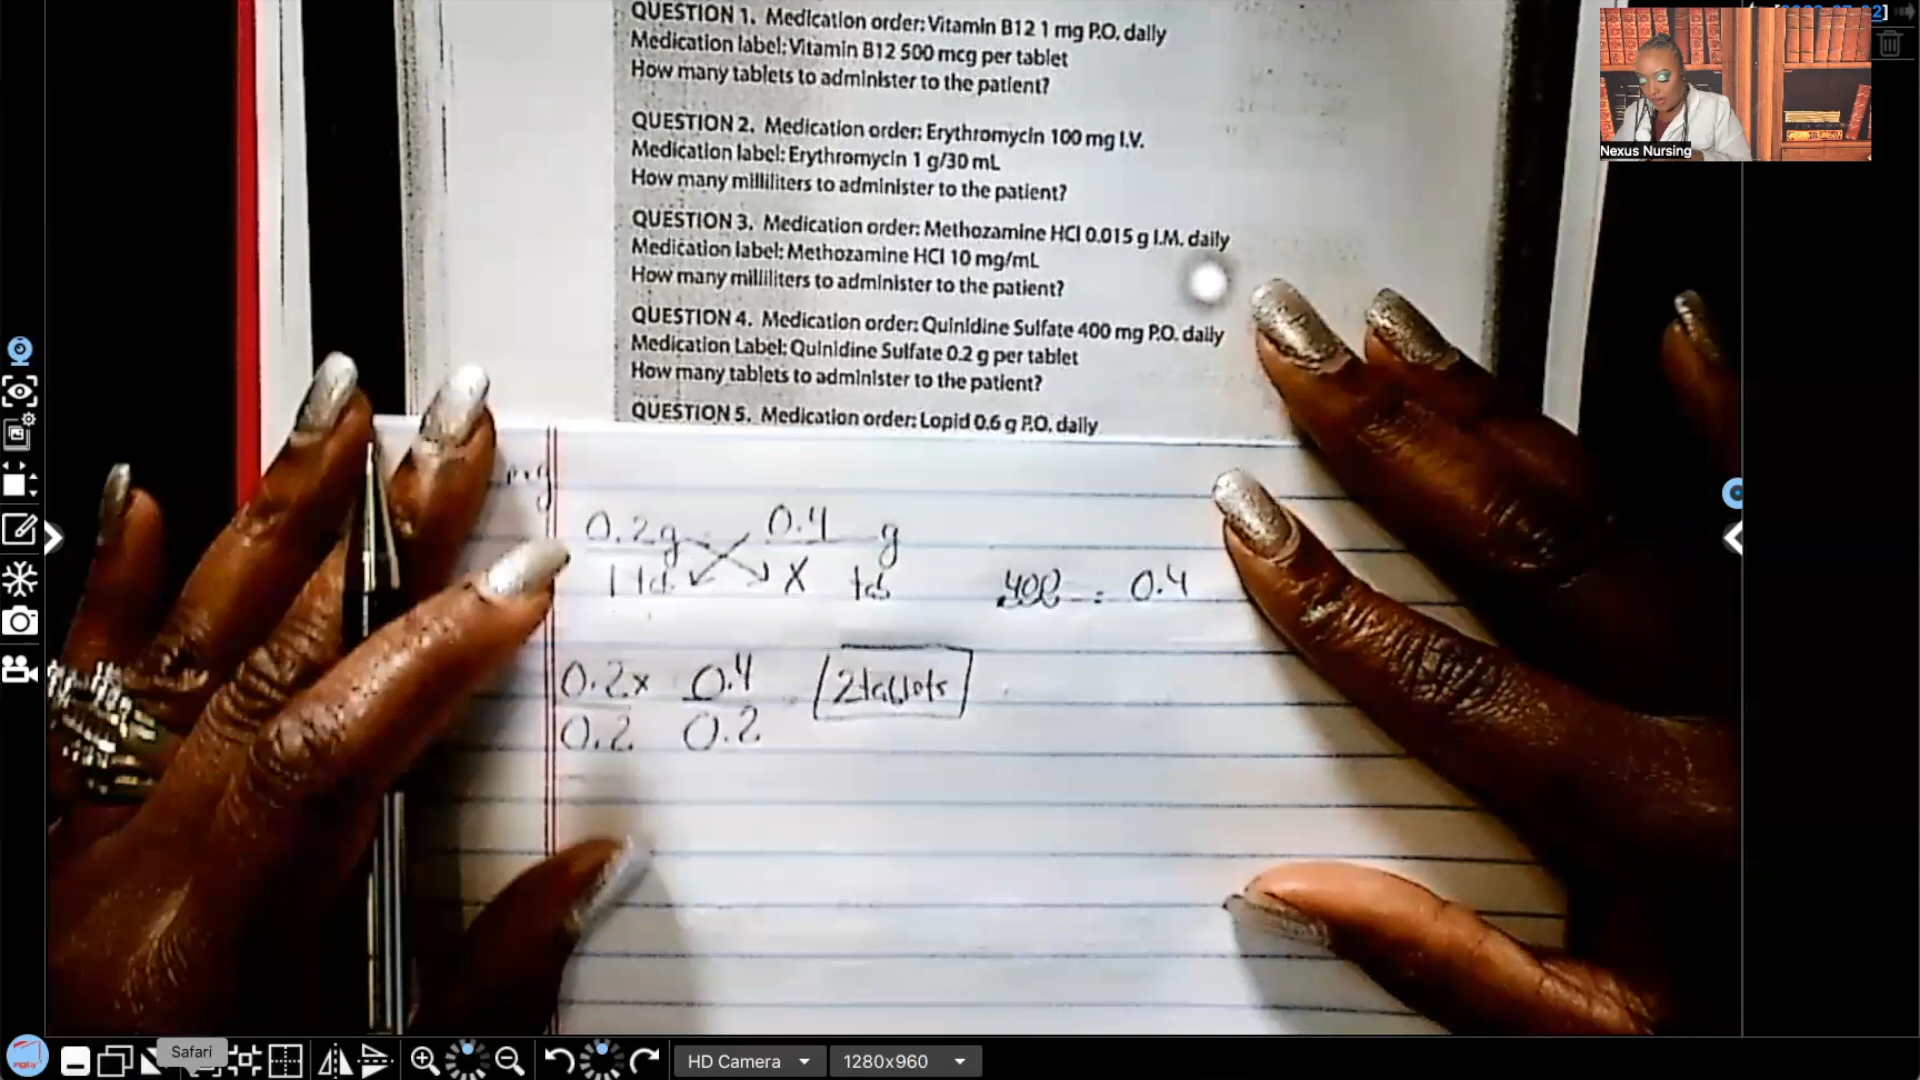 QUESTION 1. Medication order: Vitamin B12 1 mg P.O. daily
Medication label: Vitamin B12 500 mcg per tablet
How many tablets to administer to the patient?
QUESTION 2. Medication order: Erythromycin 100 mg I.V.
Medication label: Erythromycin 1 g/30 mL
How many milliliters to administer to the patient?
QUESTION 3. Medication order: Methozamine HCl 0.015 g I.M. daily
Medication label: Methozamine HCl 10 mg/mL
How many milliliters to administer to the patient?
QUESTION 4. Medication order: Quinidine Sulfate 400 mg P.O. daily
Medication Label: Quinidine Sulfate 0.2 g per tablet
How many tablets to administer to the patient?
QUESTION 5. Medication order: Lopid 0.6 g P.O. daily
Nexus Nursing
mg
0.2g 0.4 g
X
400 = 0.4
0.2x 0.4 2 tablets
0.2 0.2
Safari
HD Camera 1280x960